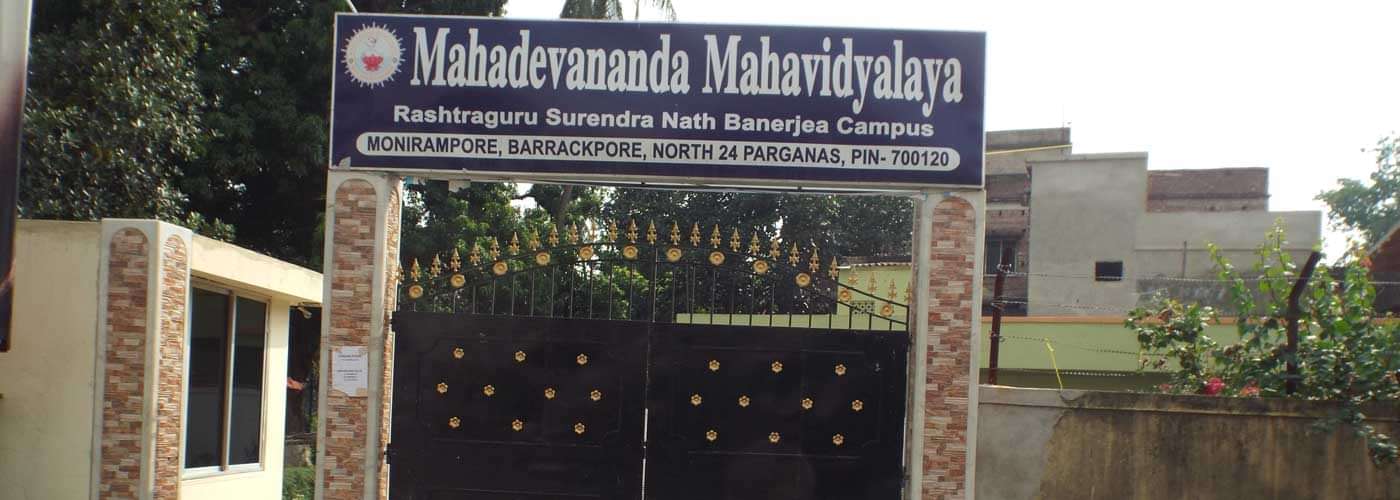 Mahadevananda Mahavidyalaya
Rashtraguru Surendra Nath Banerjea Campus
MONIRAMPORE, BARRACKPORE, NORTH 24 PARGANAS, PIN- 700120